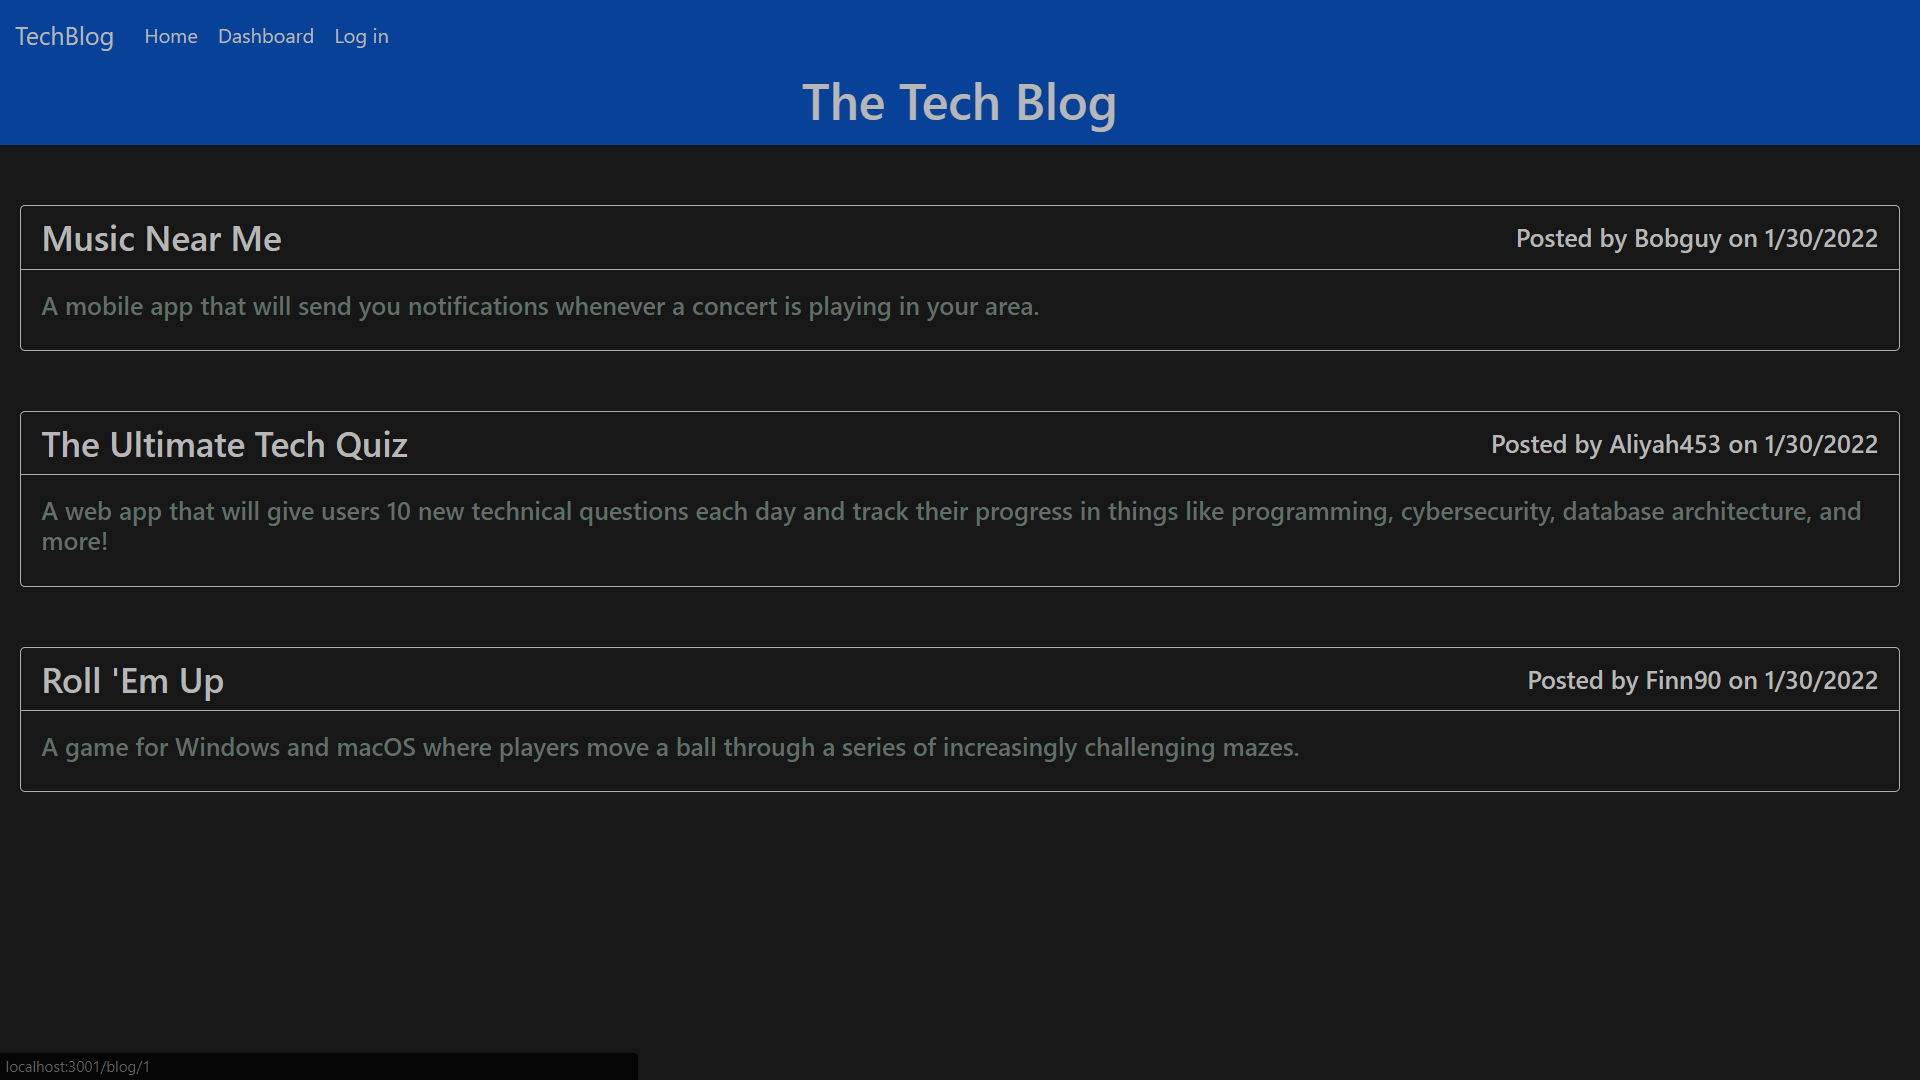 TechBlog Home Dashboard Log in
The Tech Blog
Music Near Me Posted by Bobguy on 1/30/2022
A mobile app that will send you notifications whenever a concert is playing in your area.
The Ultimate Tech Quiz Posted by Aliyah453 on 1/30/2022
A web app that will give users 10 new technical questions each day and track their progress in things like programming, cybersecurity, database architecture, and
more!
Roll 'Em Up Posted by Finn90 on 1/30/2022
A game for Windows and macOS where players move a ball through a series of increasingly challenging mazes.
localhost:3001/blog/1